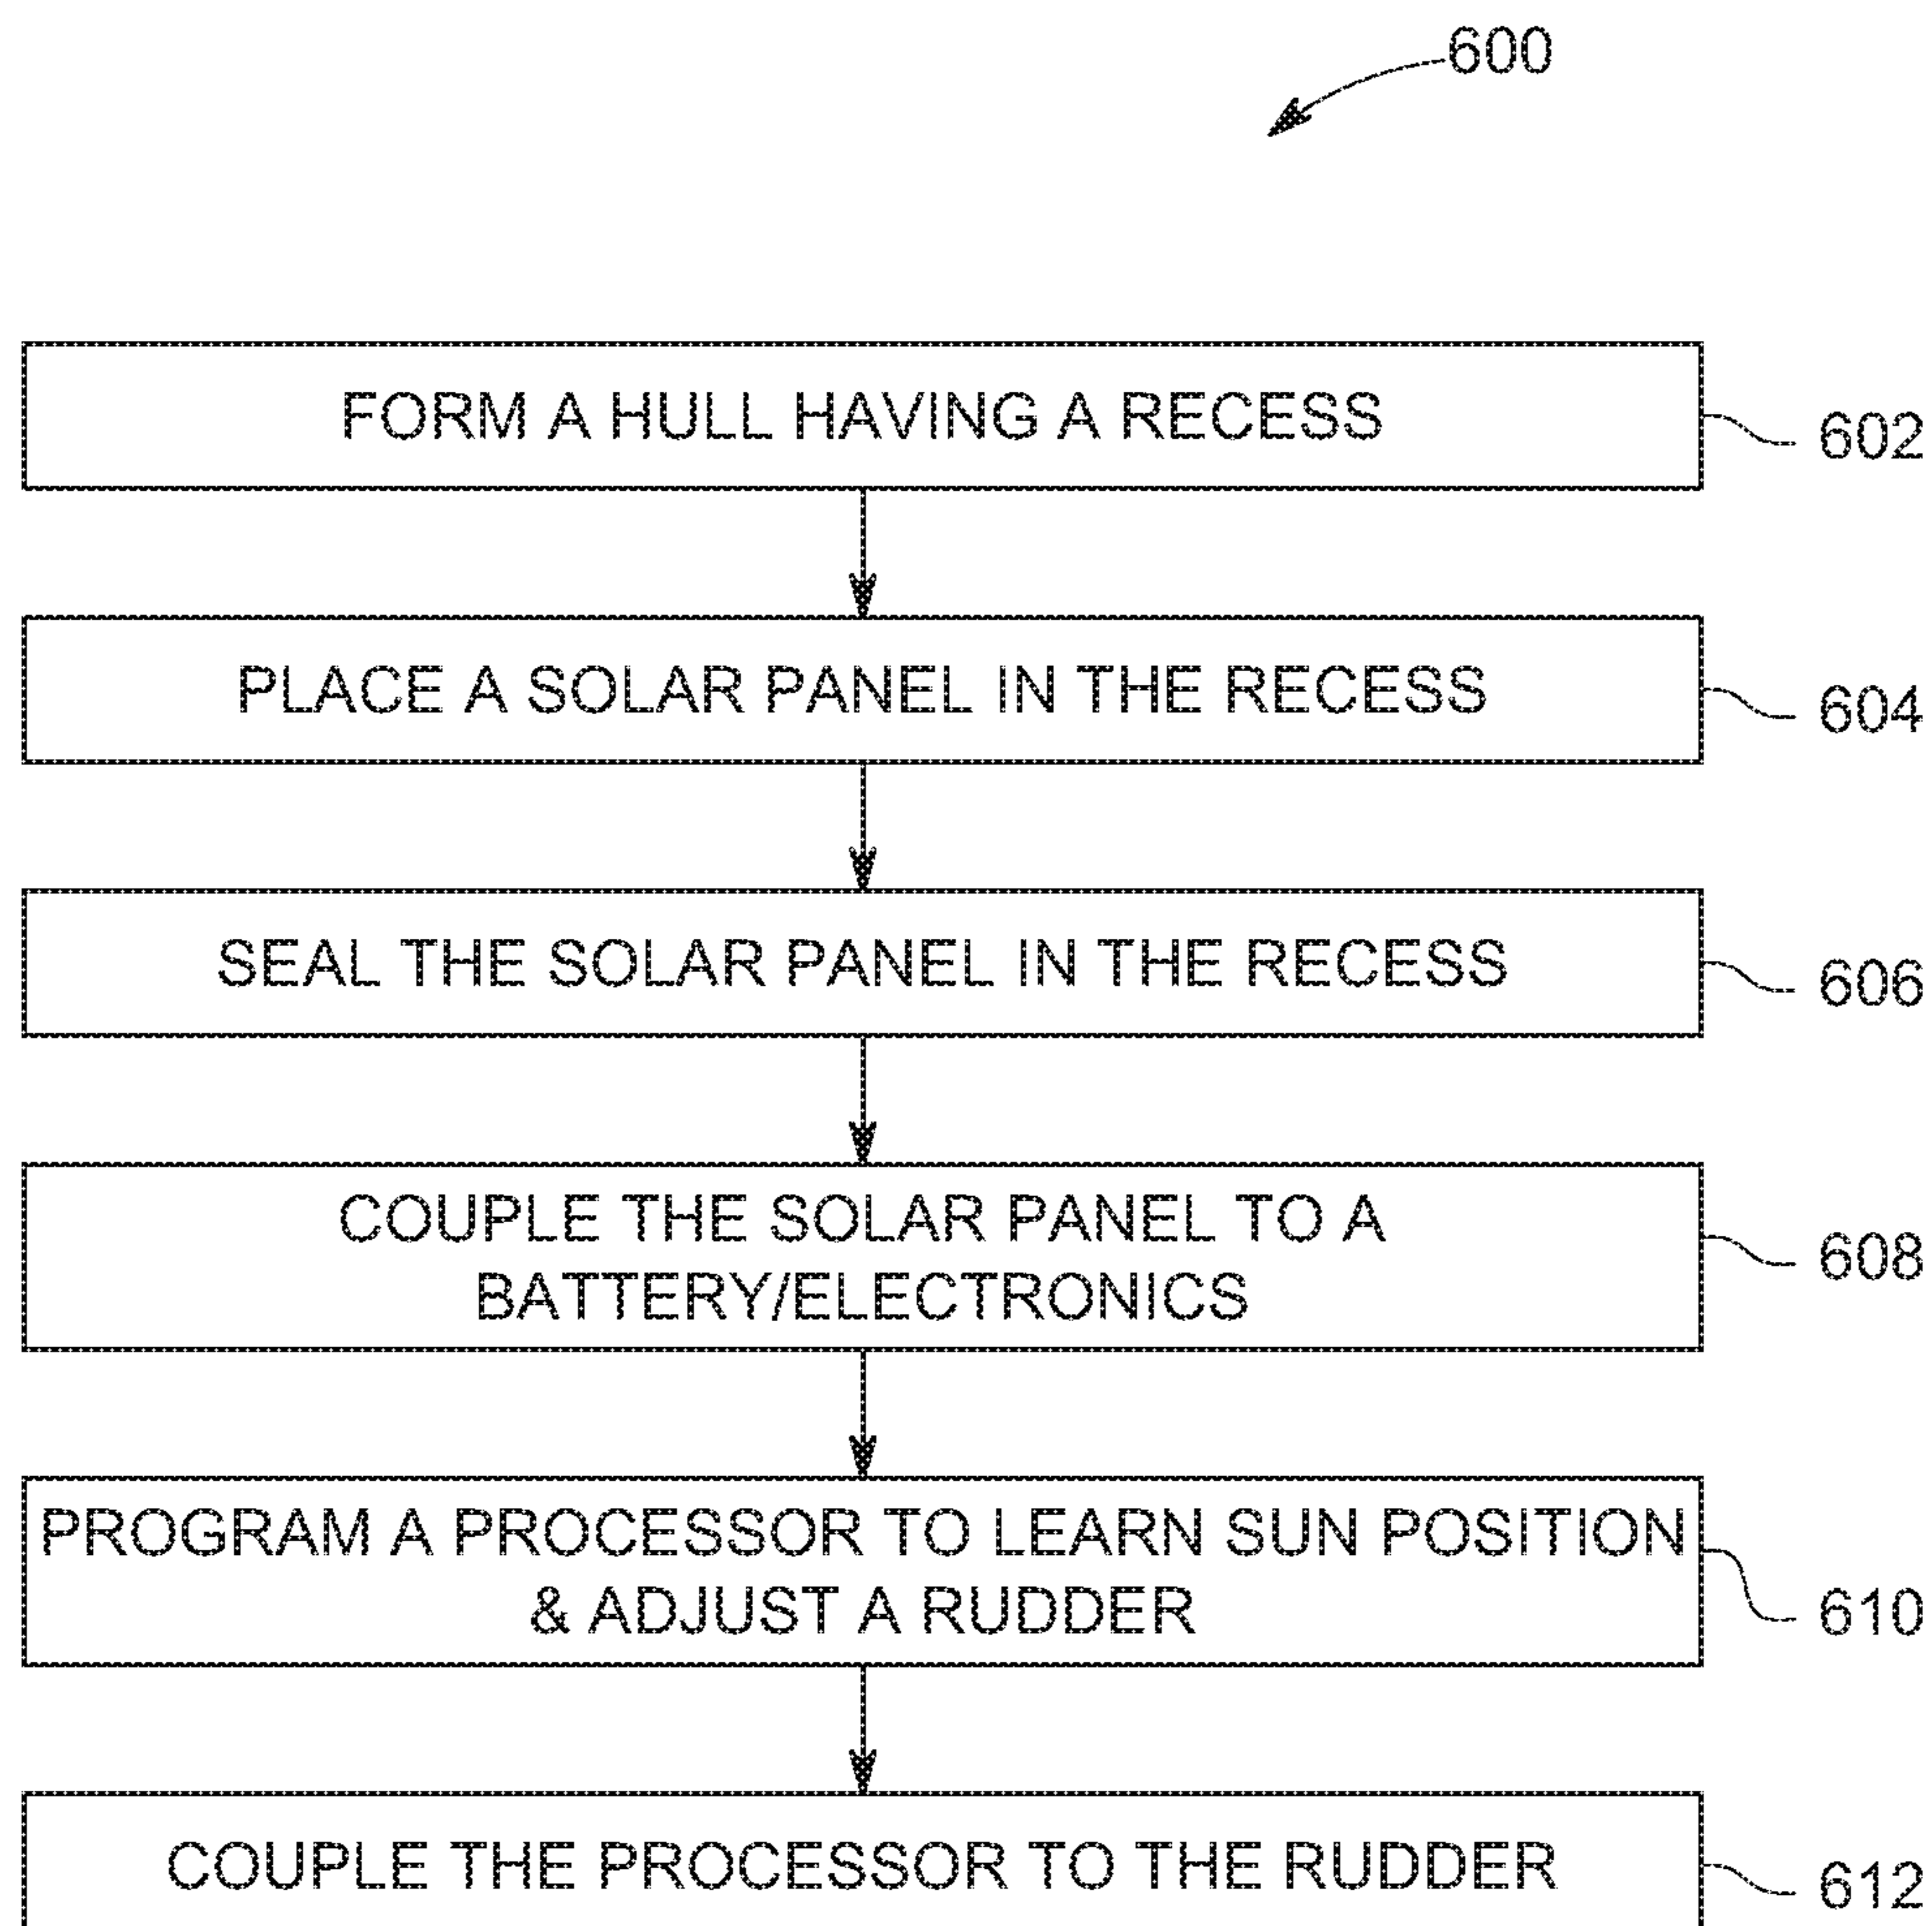 600
FORM A HULL HAVING A RECESS
602
PLACE A SOLAR PANEL IN THE RECESS
604
SEAL THE SOLAR PANEL IN THE RECESS
606
COUPLE THE SOLAR PANEL TO A
BATTERY/ELECTRONICS
608
PROGRAM A PROCESSOR TO LEARN SUN POSITION
& ADJUST A RUDDER
610
COUPLE THE PROCESSOR TO THE RUDDER
612